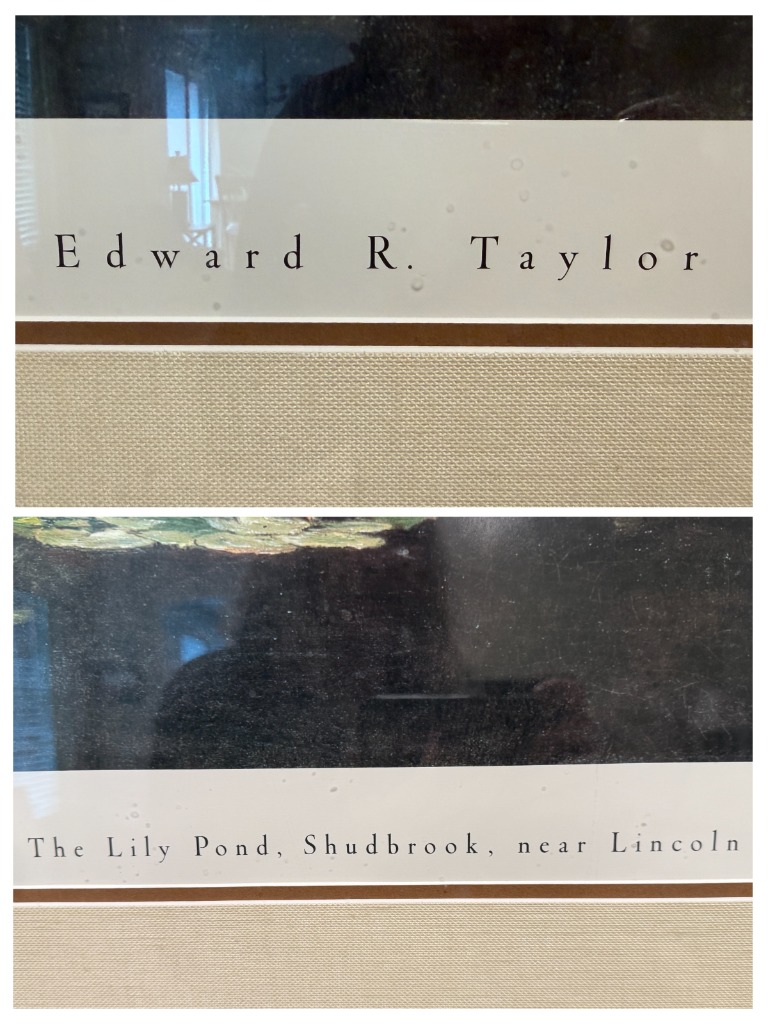 Edward R. Taylor
The Lily Pond, Shudbrook, near Lincoln